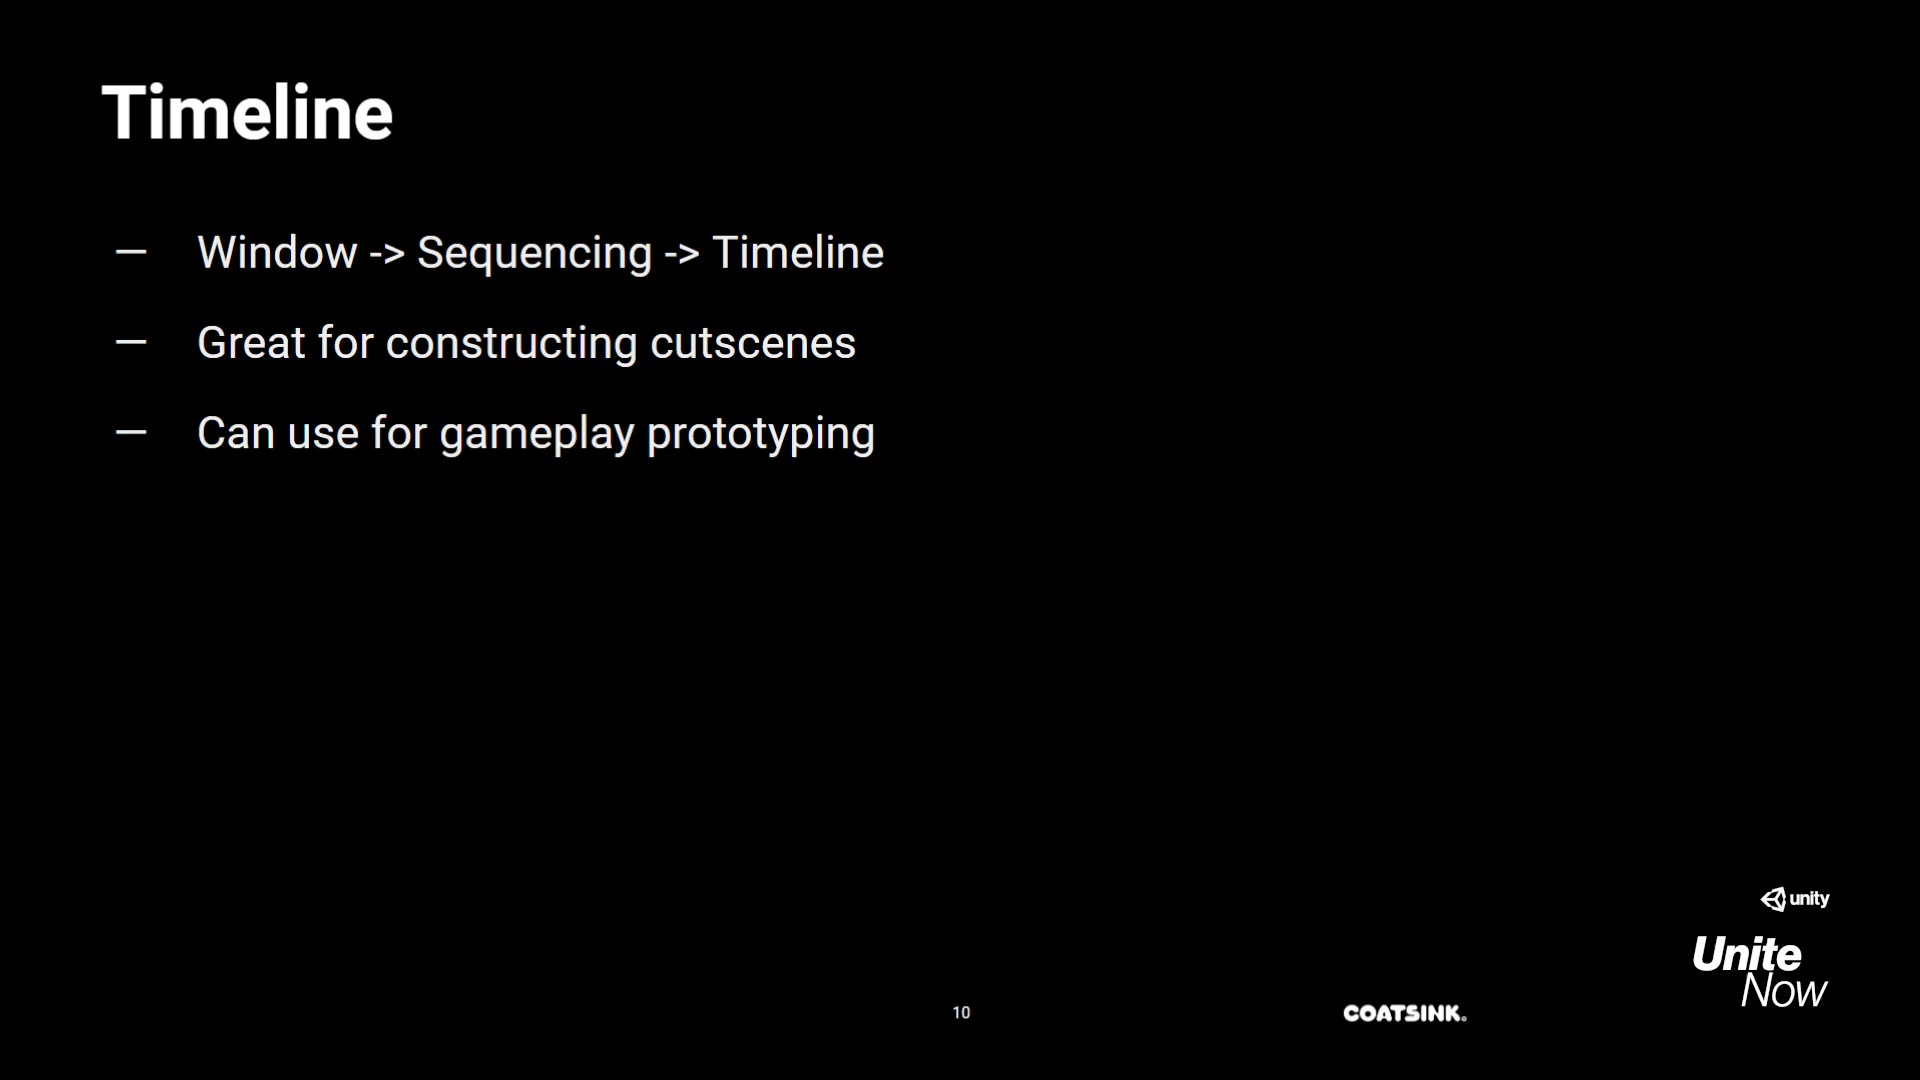 Timeline
— Window -> Sequencing -> Timeline
— Great for constructing cutscenes
— Can use for gameplay prototyping
unity
Unite
Now
10
COATSINK.